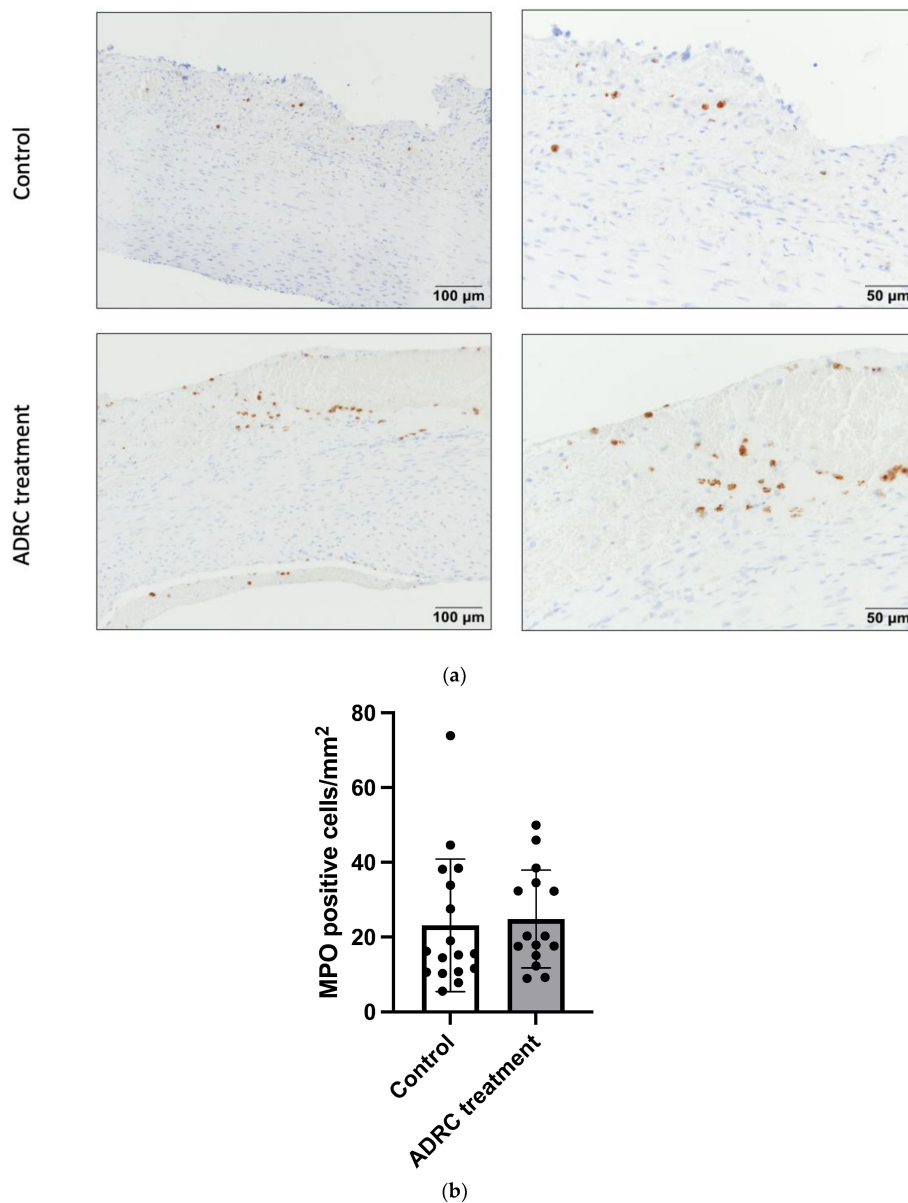 Control
100 µm
50 µm
ADRC treatment
100 µm
50 µm
(a)
MPO positive cells/mm²
80
60
40
20
0
Control
ADRC treatment
(b)